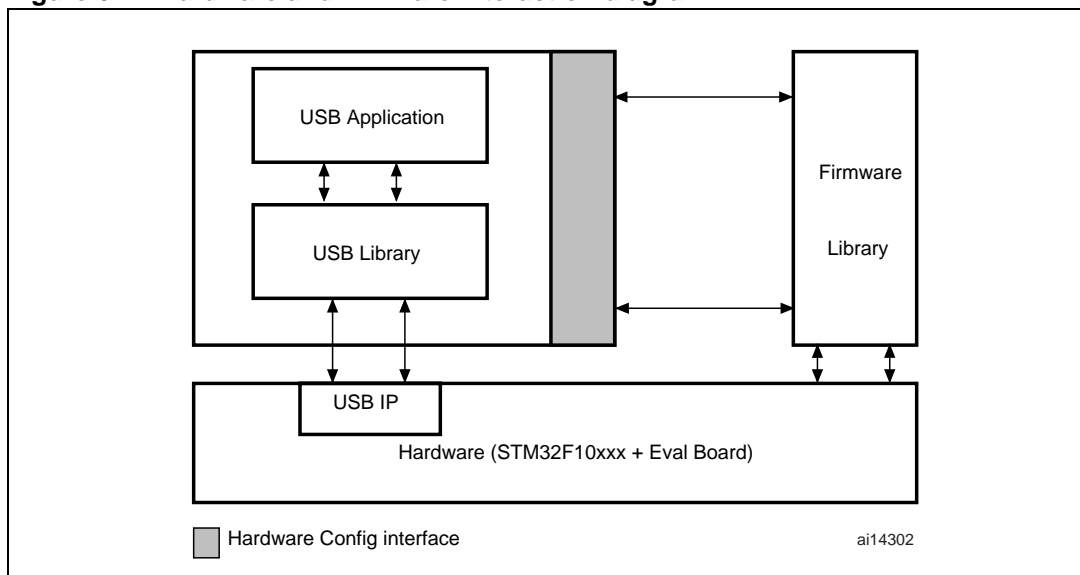 USB Application
USB Library
Firmware
Library
USB IP
Hardware (STM32F10xxx + Eval Board)
Hardware Config interface
ai14302